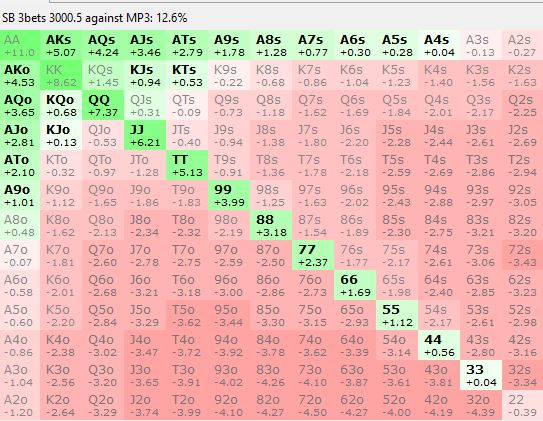 SB 3bets 3000.5 against MP3: 12.6%
AA AKs AQs AJs ATs A9s A8s A7s A6s A5s A4s A3s A2s
+11.0 +5.07 +4.24 +3.46 +2.79 +1.78 +1.28 +0.77 +0.30 +0.28 +0.04 -0.13 -0.27
AKo KK KQs KJs KTs K9s K8s K7s K6s K5s K4s K3s K2s
+4.53 +8.62 +1.45 +0.94 +0.53 -0.22 -0.68 -0.86 -1.04 -1.23 -1.40 -1.56 -1.63
AQo KQo QQ QJs QTs Q9s Q8s Q7s Q6s Q5s Q4s Q3s Q2s
+3.65 +0.68 +7.37 +0.31 -0.09 -0.73 -1.18 -1.62 -1.69 -1.84 -2.01 -2.17 -2.25
AJo KJo QJo JJ JTs J9s J8s J7s J6s J5s J4s J3s J2s
+2.81 +0.13 -0.53 +6.21 -0.40 -0.94 -1.38 -1.80 -2.20 -2.28 -2.44 -2.61 -2.69
ATo KTo QTo JTo TT T9s T8s T7s T6s T5s T4s T3s T2s
+2.10 -0.32 -0.97 -1.28 +5.13 -0.91 -1.36 -1.78 -2.18 -2.59 -2.69 -2.86 -2.94
A9o K9o Q9o J9o T9o 99 98s 97s 96s 95s 94s 93s 92s
+1.01 -1.12 -1.65 -1.86 -1.83 +3.99 -1.25 -1.63 -2.02 -2.43 -2.88 -2.97 -3.05
A8o K8o Q8o J8o T8o 98o 88 87s 86s 85s 84s 83s 82s
+0.48 -1.62 -2.13 -2.34 -2.32 -2.19 +3.18 -1.54 -1.89 -2.30 -2.75 -3.21 -3.20
A7o K7o Q7o J7o T7o 97o 87o 77 76s 75s 74s 73s 72s
-0.07 -1.81 -2.60 -2.78 -2.75 -2.59 -2.50 +2.37 -1.77 -2.17 -2.61 -3.06 -3.43
A6o K6o Q6o J6o T6o 96o 86o 76o 66 65s 64s 63s 62s
-0.58 -2.01 -2.68 -3.21 -3.18 -3.00 -2.86 -2.73 +1.69 -1.98 -2.40 -2.85 -3.23
A5o K5o Q5o J5o T5o 95o 85o 75o 65o 55 54s 53s 52s
-0.60 -2.20 -2.84 -3.29 -3.62 -3.44 -3.30 -3.15 -2.93 +1.12 -2.17 -2.61 -2.98
A4o K4o Q4o J4o T4o 94o 84o 74o 64o 54o 44 43s 42s
-0.86 -2.38 -3.02 -3.47 -3.72 -3.92 -3.78 -3.62 -3.39 -3.14 +0.56 -2.80 -3.16
A3o K3o Q3o J3o T3o 93o 83o 73o 63o 53o 43o 33 32s
-1.04 -2.56 -3.20 -3.65 -3.91 -4.02 -4.26 -4.10 -3.87 -3.61 -3.81 +0.04 -3.34
A2o K2o Q2o J2o T2o 92o 82o 72o 62o 52o 42o 32o 22
-1.20 -2.64 -3.29 -3.74 -4.10 -4.27 -4.50 -4.27 -4.00 -4.19 -4.39 -0.39